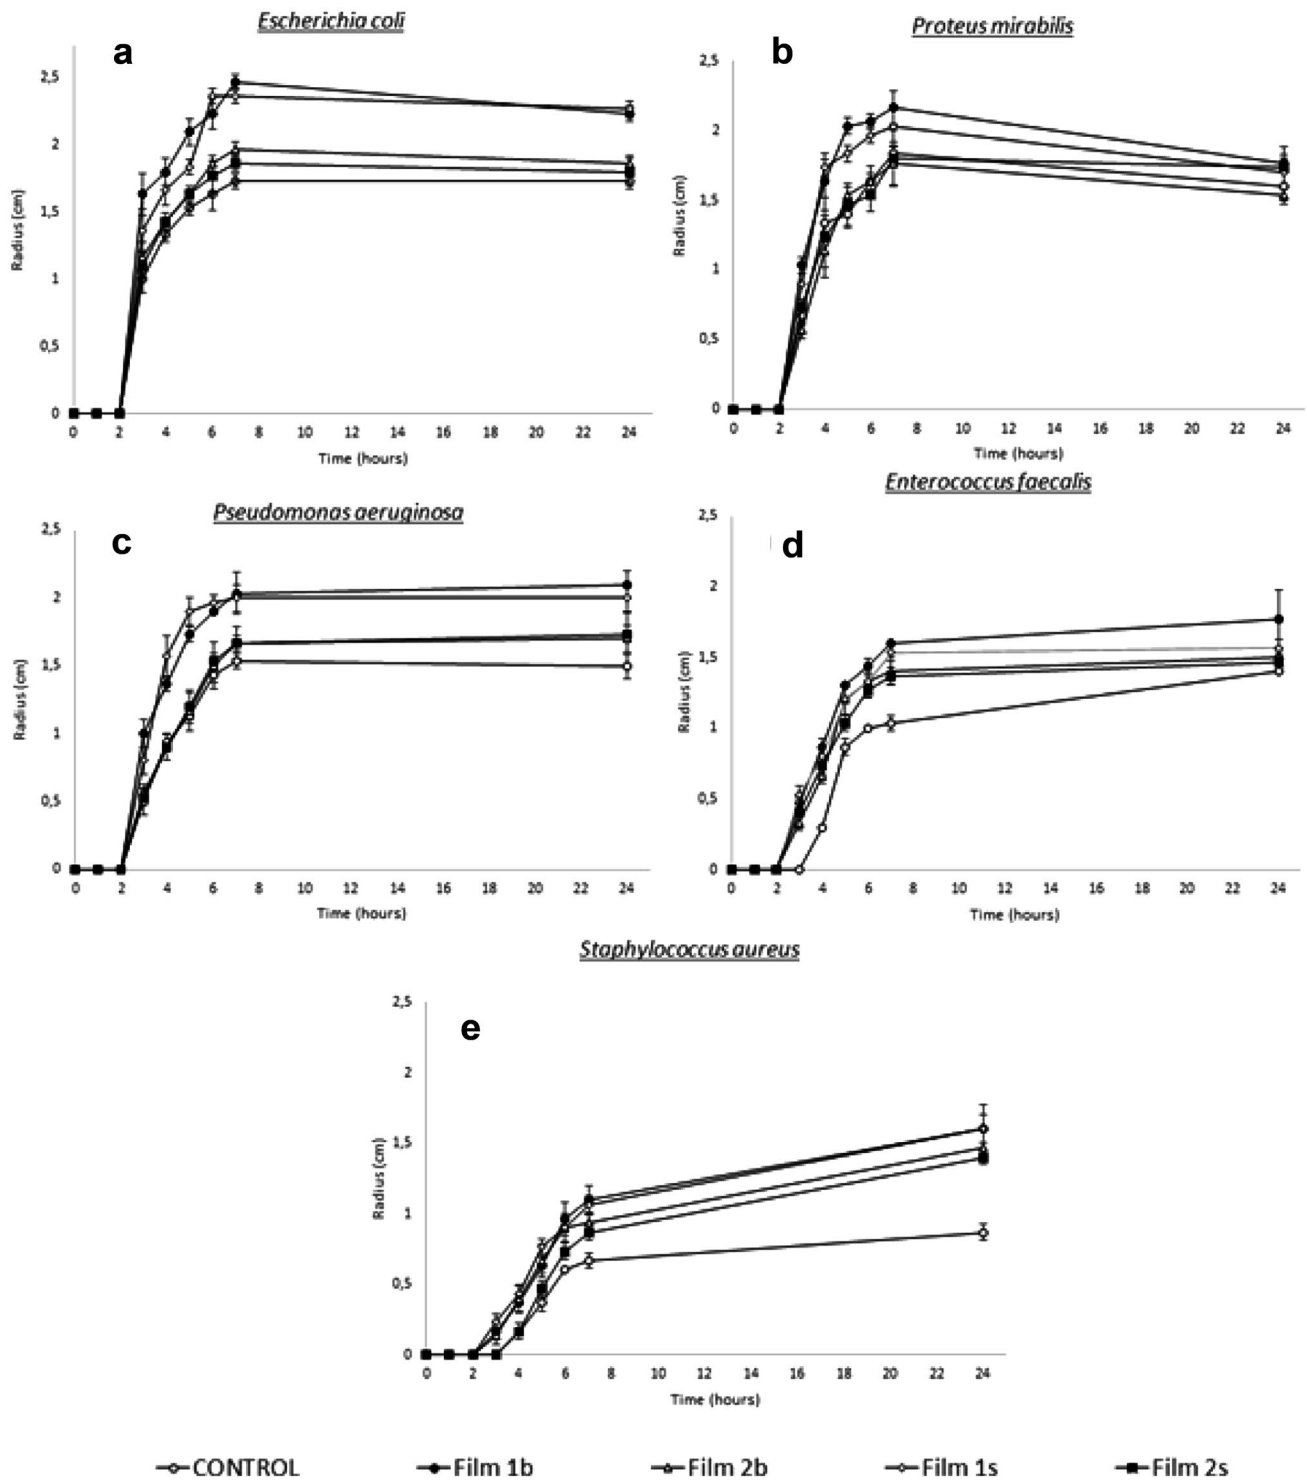 Escherichia coli
a
2,5
2
1,5
1
0,5
0
Radius (cm)
0 2 4 6 8 10 12 14 16 18 20 22 24
Time (hours)
Proteus mirabilis
b
2,5
2
1,5
1
0,5
0
Radius (cm)
0 2 4 6 8 10 12 14 16 18 20 22 24
Time (hours)
Pseudomonas aeruginosa
c
2,5
2
1,5
1
0,5
0
Radius (cm)
0 2 4 6 8 10 12 14 16 18 20 22 24
Time (hours)
Enterococcus faecalis
d
2,5
2
1,5
1
0,5
0
Radius (cm)
0 2 4 6 8 10 12 14 16 18 20 22 24
Time (hours)
Staphylococcus aureus
e
2,5
2
1,5
1
0,5
0
Radius (cm)
0 2 4 6 8 10 12 14 16 18 20 22 24
Time (hours)
CONTROL Film 1b Film 2b Film 1s Film 2s